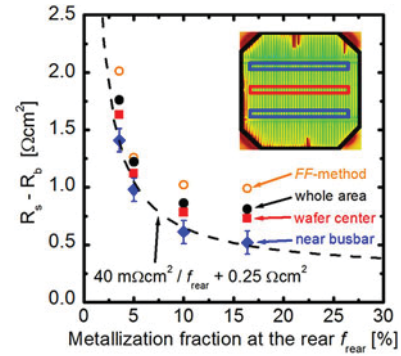 2.5
2.0
1.5
1.0
0.5
0.0
R_s - R_b [Ωcm²]
FF-method
whole area
wafer center
near busbar
40 mΩcm² / f_rear + 0.25 Ωcm²
0 5 10 15 20 25 30
Metallization fraction at the rear f_rear [%]